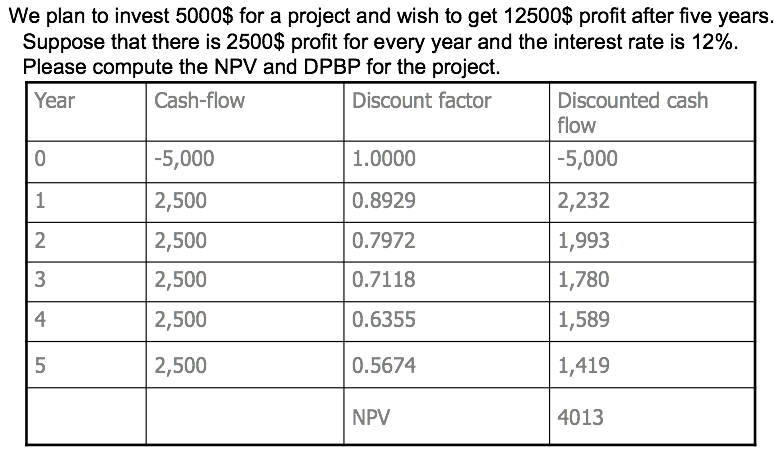 We plan to invest 5000$ for a project and wish to get 12500$ profit after five years.
Suppose that there is 2500$ profit for every year and the interest rate is 12%.
Please compute the NPV and DPBP for the project.
Year Cash-flow Discount factor Discounted cash
flow
0 -5,000 1.0000 -5,000
1 2,500 0.8929 2,232
2 2,500 0.7972 1,993
3 2,500 0.7118 1,780
4 2,500 0.6355 1,589
5 2,500 0.5674 1,419
NPV 4013